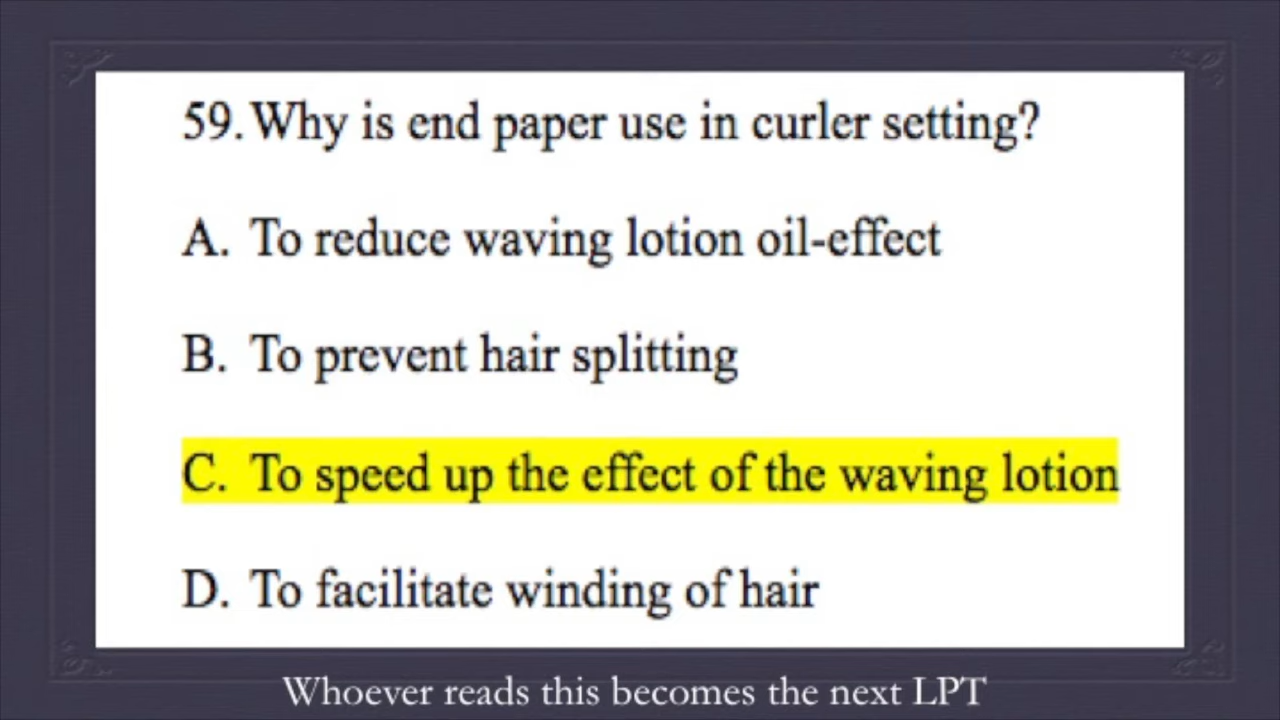 59. Why is end paper use in curler setting?
A. To reduce waving lotion oil-effect
B. To prevent hair splitting
C. To speed up the effect of the waving lotion
D. To facilitate winding of hair
Whoever reads this becomes the next LPT